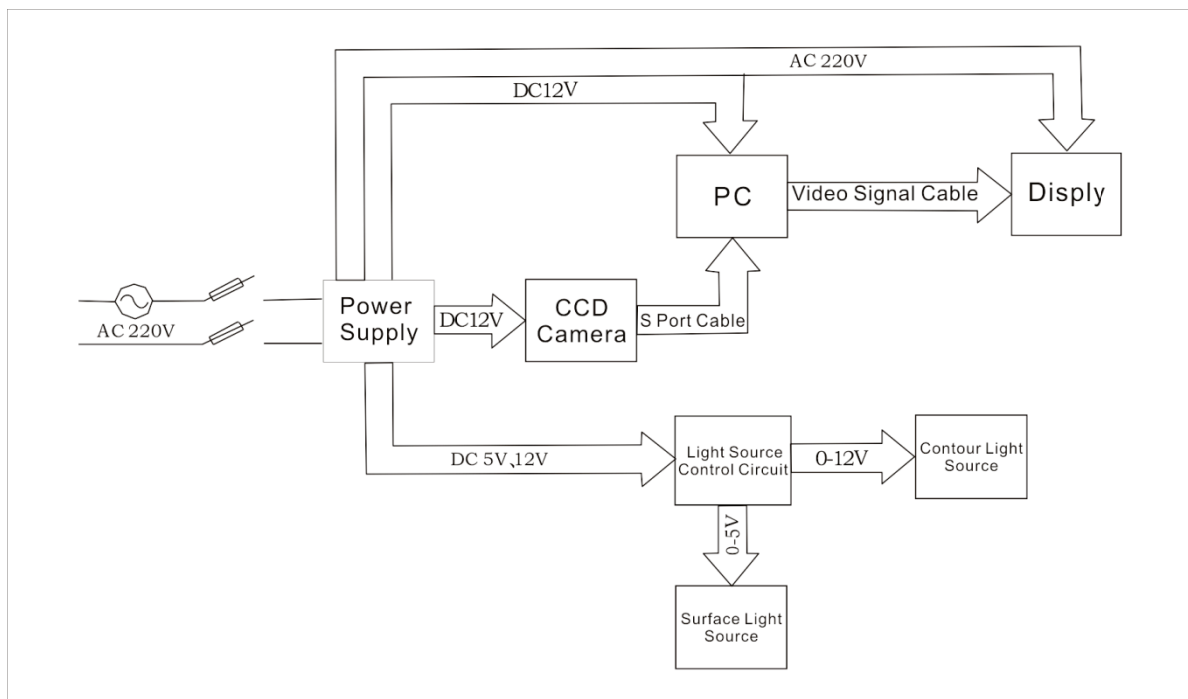 AC 220V
DC12V
PC
Video Signal Cable
Disply
AC 220V
Power
Supply
DC12V
CCD
Camera
S Port Cable
DC 5V、12V
Light Source
Control Circuit
0-12V
Contour Light
Source
0-5V
Surface Light
Source